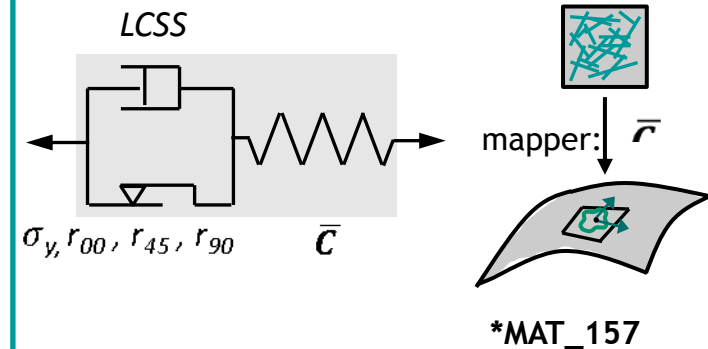 LCSS
mapper: C̅
σy, r00, r45, r90
C̅
*MAT_157